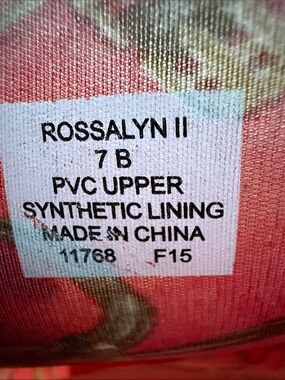 ROSSALYN II
7 B
PVC UPPER
SYNTHETIC LINING
MADE IN CHINA
11768 F15